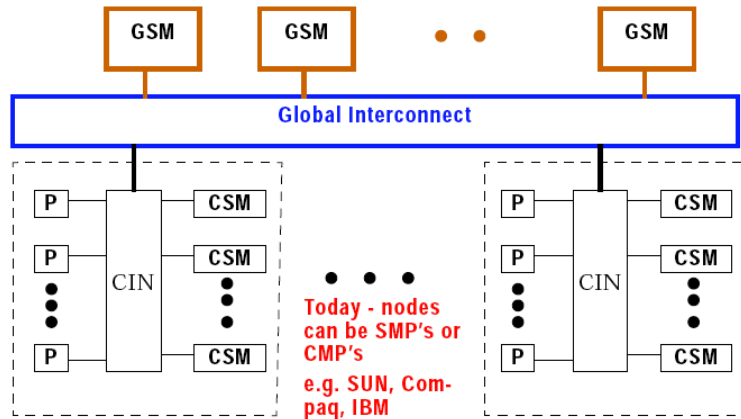 GSM GSM GSM
Global Interconnect
P CSM P CSM
P CSM P CSM
CIN CIN
Today - nodes
can be SMP's or
CMP's
P CSM P CSM
e.g. SUN, Com-
paq, IBM